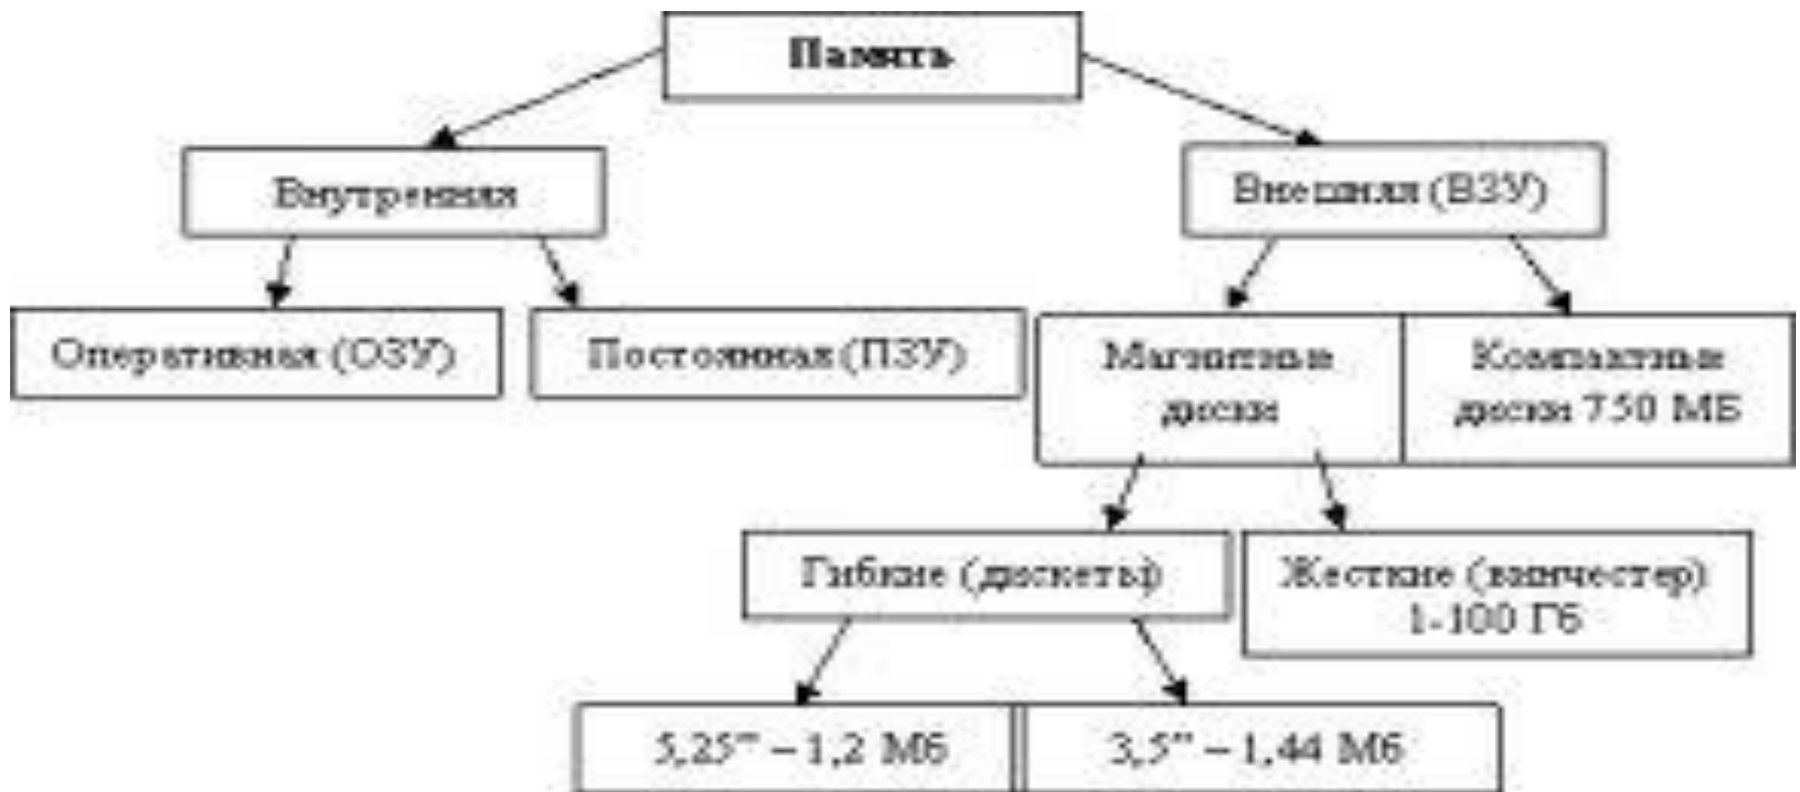 Память
Внутренняя
Внешняя (ВЗУ)
Оперативная (ОЗУ)
Постоянная (ПЗУ)
Магнитные
диски
Компактные
диски 750 МБ
Гибкие (дискеты)
Жесткие (винчестер)
1-100 Гб
5,25” – 1,2 Мб
3,5” – 1,44 Мб